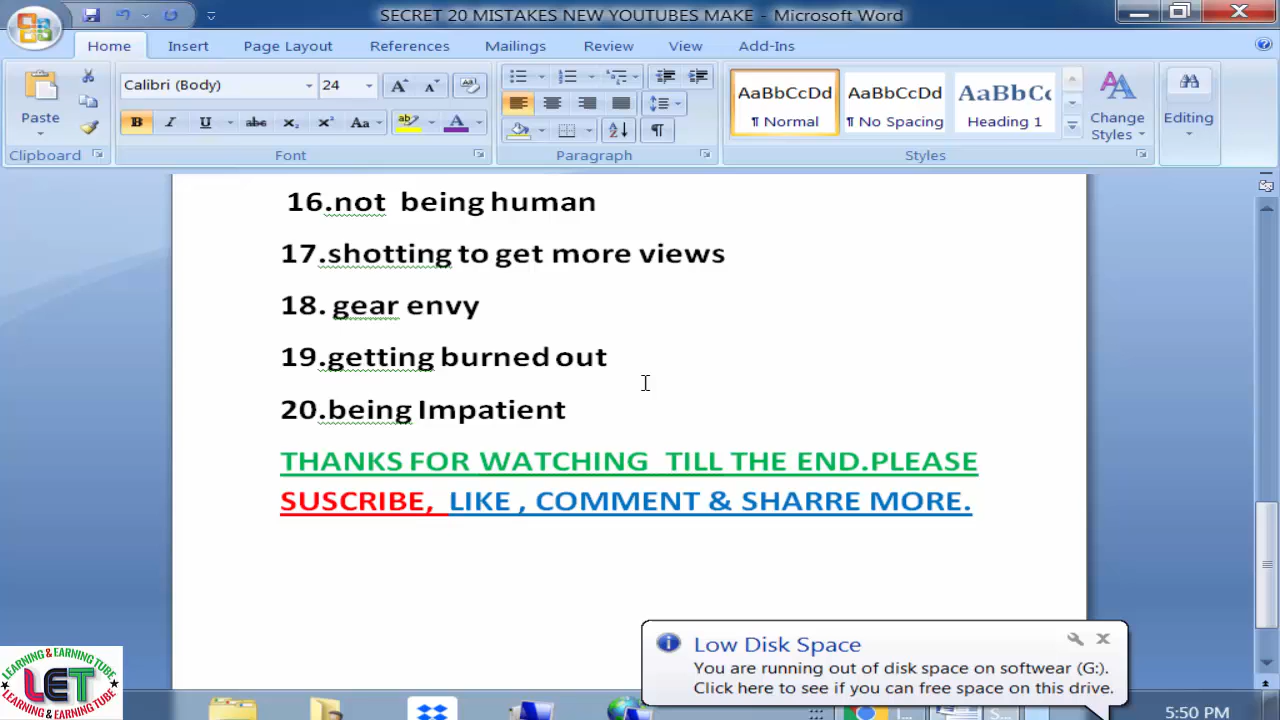 SECRET 20 MISTAKES NEW YOUTUBES MAKE - Microsoft Word
Home Insert Page Layout References Mailings Review View Add-Ins
Calibri (Body) 24
AaBbCcDd AaBbCcDd AaBbCc
Paste
¶ Normal ¶ No Spacing Heading 1
Change Styles
Editing
Clipboard Font Paragraph Styles
16.not being human
17.shotting to get more views
18. gear envy
19.getting burned out
20.being Impatient
THANKS FOR WATCHING TILL THE END.PLEASE
SUSCRIBE, LIKE , COMMENT & SHARRE MORE.
Low Disk Space
You are running out of disk space on softwear (G:).
Click here to see if you can free space on this drive.
LEARNING & EARNING TUBE
LET
LEARNING & EARNING TUBE
5:50 PM